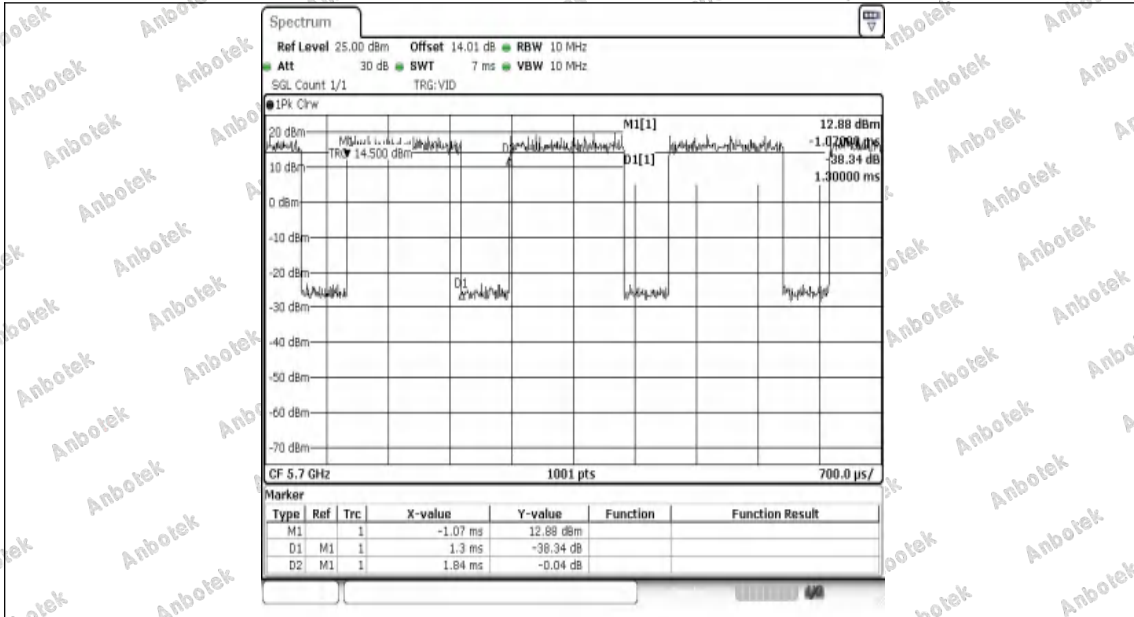 Spectrum
Ref Level 25.00 dBm Offset 14.01 dB RBW 10 MHz
Att 30 dB SWT 7 ms VBW 10 MHz
SGL Count 1/1 TRG: VID
1Pk Clrw
M1[1] 12.88 dBm
20 dBm
TRG 14.500 dBm
D1[1] -38.34 dB
10 dBm
1.30000 ms
0 dBm
-10 dBm
-20 dBm
D1
-30 dBm
-40 dBm
-50 dBm
-60 dBm
-70 dBm
CF 5.7 GHz 1001 pts 700.0 µs/
Marker
Type Ref Trc X-value Y-value Function Function Result
M1 1 -1.07 ms 12.88 dBm
D1 M1 1 1.3 ms -38.34 dB
D2 M1 1 1.84 ms -0.04 dB
Anbotek